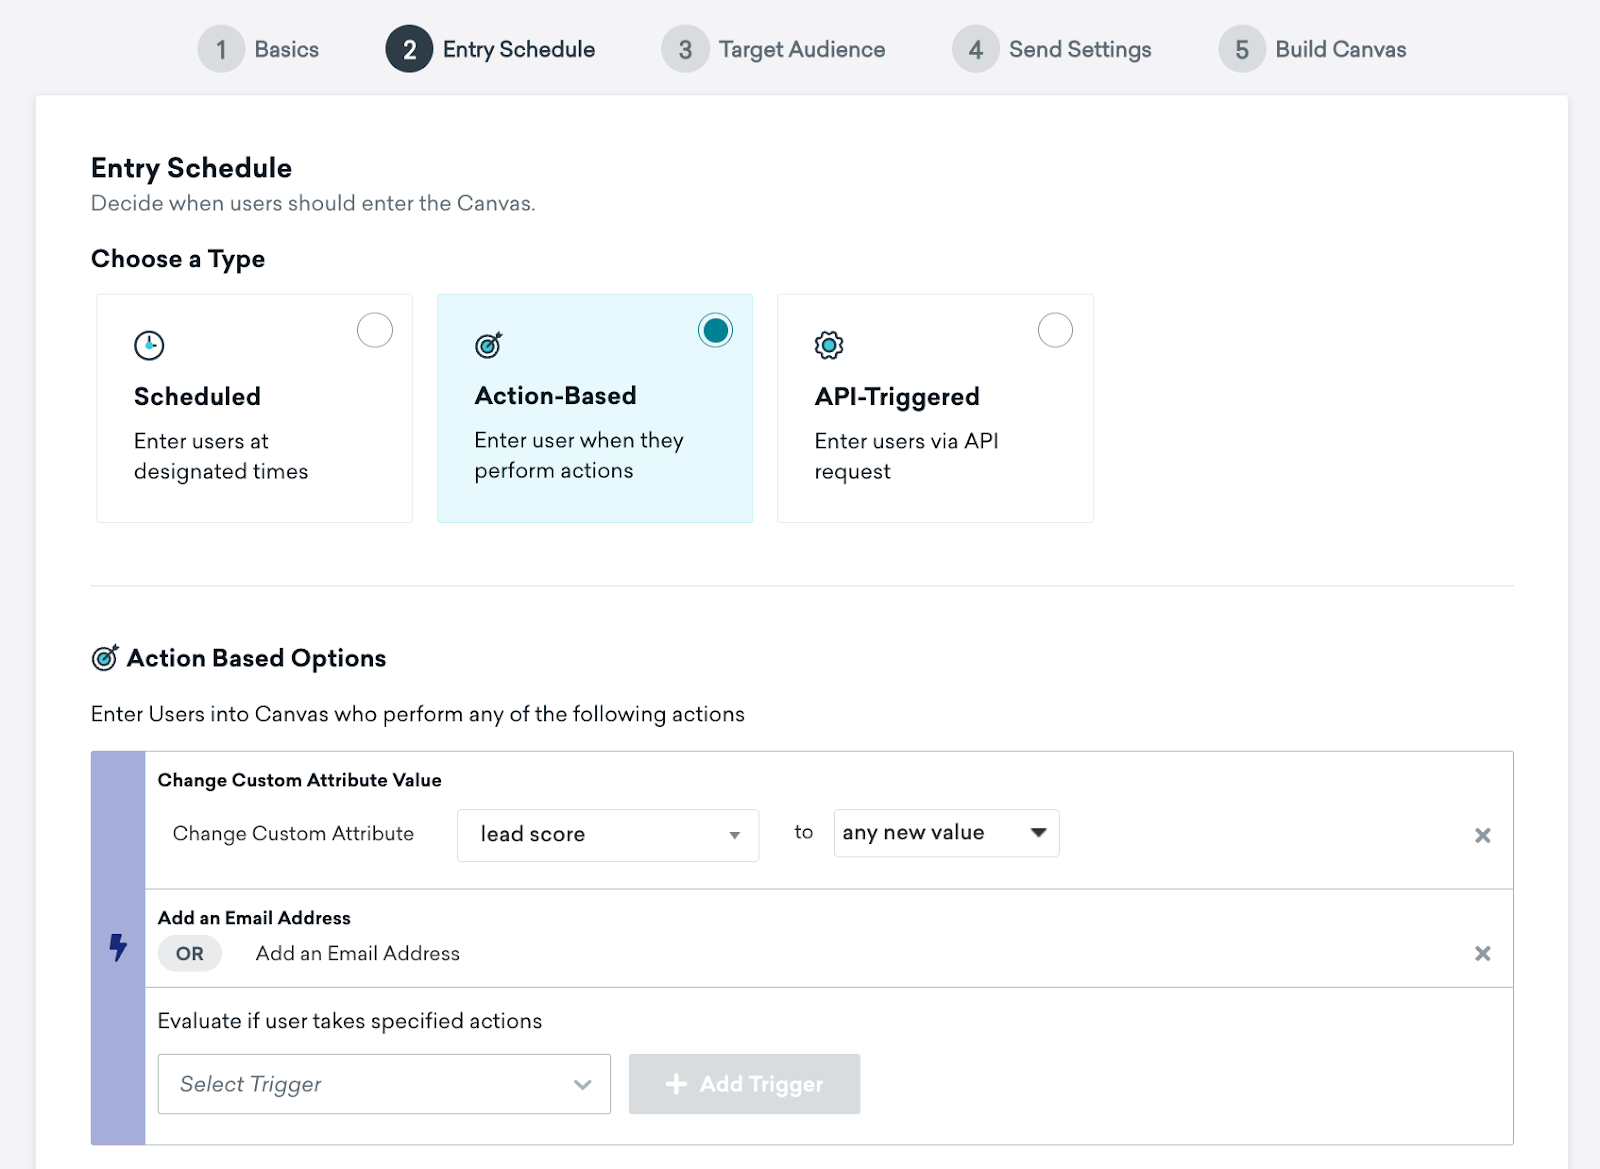 1 Basics 2 Entry Schedule 3 Target Audience 4 Send Settings 5 Build Canvas
Entry Schedule
Decide when users should enter the Canvas.
Choose a Type
Scheduled
Enter users at
designated times
Action-Based
Enter user when they
perform actions
API-Triggered
Enter users via API
request
Action Based Options
Enter Users into Canvas who perform any of the following actions
Change Custom Attribute Value
Change Custom Attribute lead score to any new value
Add an Email Address
OR Add an Email Address
Evaluate if user takes specified actions
Select Trigger + Add Trigger